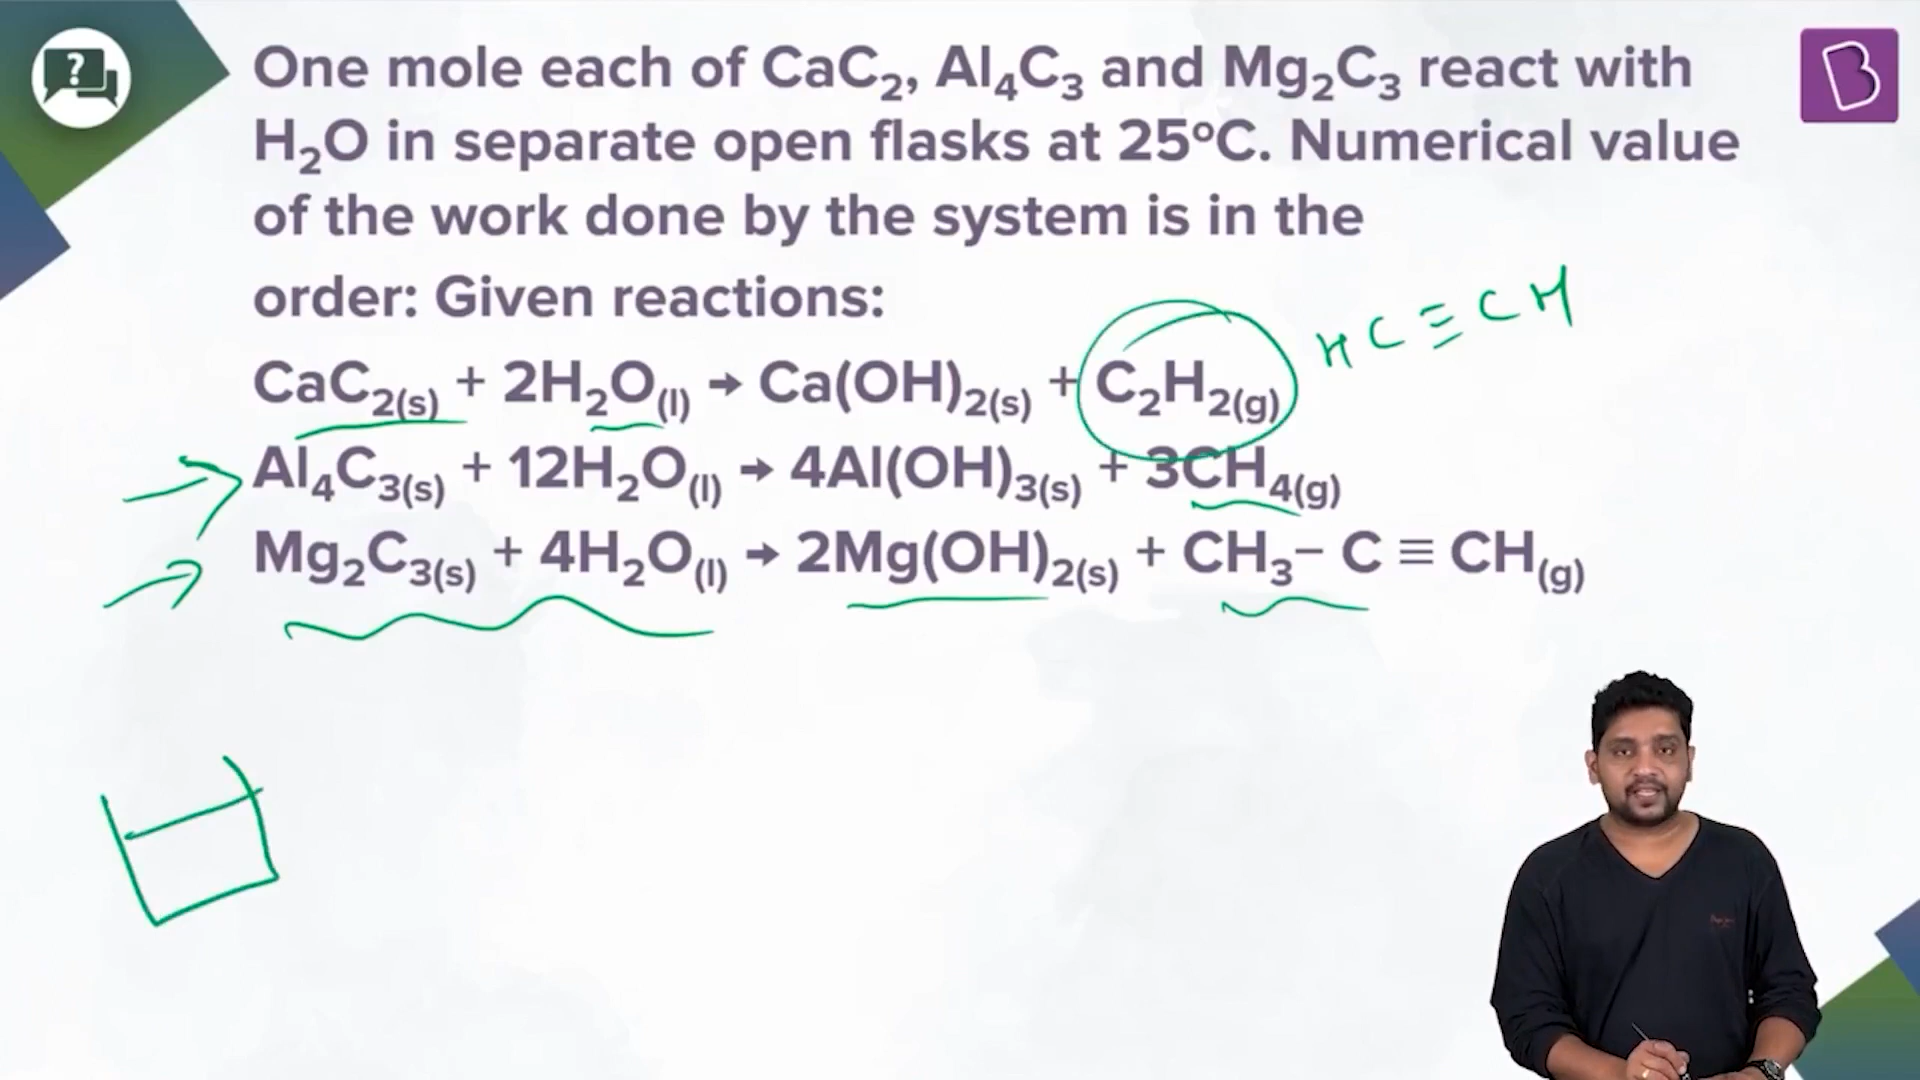 ?
One mole each of CaC₂, Al₄C₃ and Mg₂C₃ react with
H₂O in separate open flasks at 25ºC. Numerical value
of the work done by the system is in the
order: Given reactions:
HC≡CH
CaC₂₍ₛ₎ + 2H₂O₍ₗ₎ → Ca(OH)₂₍ₛ₎ + C₂H₂₍g₎
Al₄C₃₍ₛ₎ + 12H₂O₍ₗ₎ → 4Al(OH)₃₍ₛ₎ + 3CH₄₍g₎
Mg₂C₃₍ₛ₎ + 4H₂O₍ₗ₎ → 2Mg(OH)₂₍ₛ₎ + CH₃– C ≡ CH₍g₎